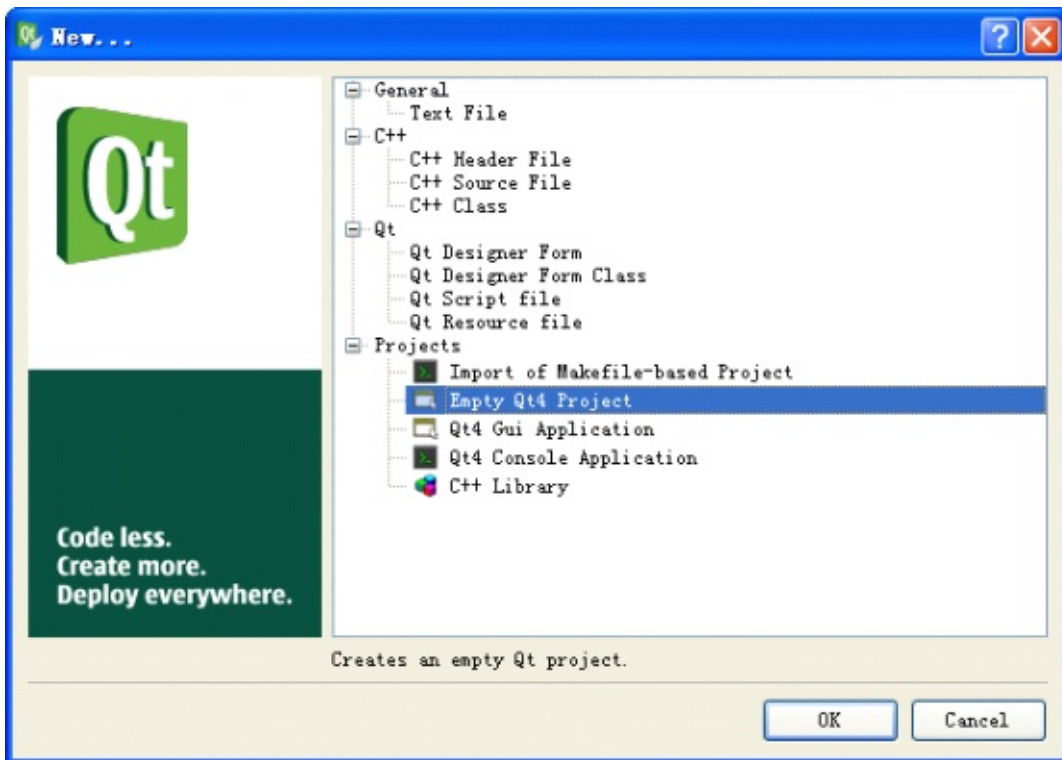 New...
Qt
Code less.
Create more.
Deploy everywhere.
General
Text File
C++
C++ Header File
C++ Source File
C++ Class
Qt
Qt Designer Form
Qt Designer Form Class
Qt Script file
Qt Resource file
Projects
Import of Makefile-based Project
Empty Qt4 Project
Qt4 Gui Application
Qt4 Console Application
C++ Library
Creates an empty Qt project.
OK
Cancel